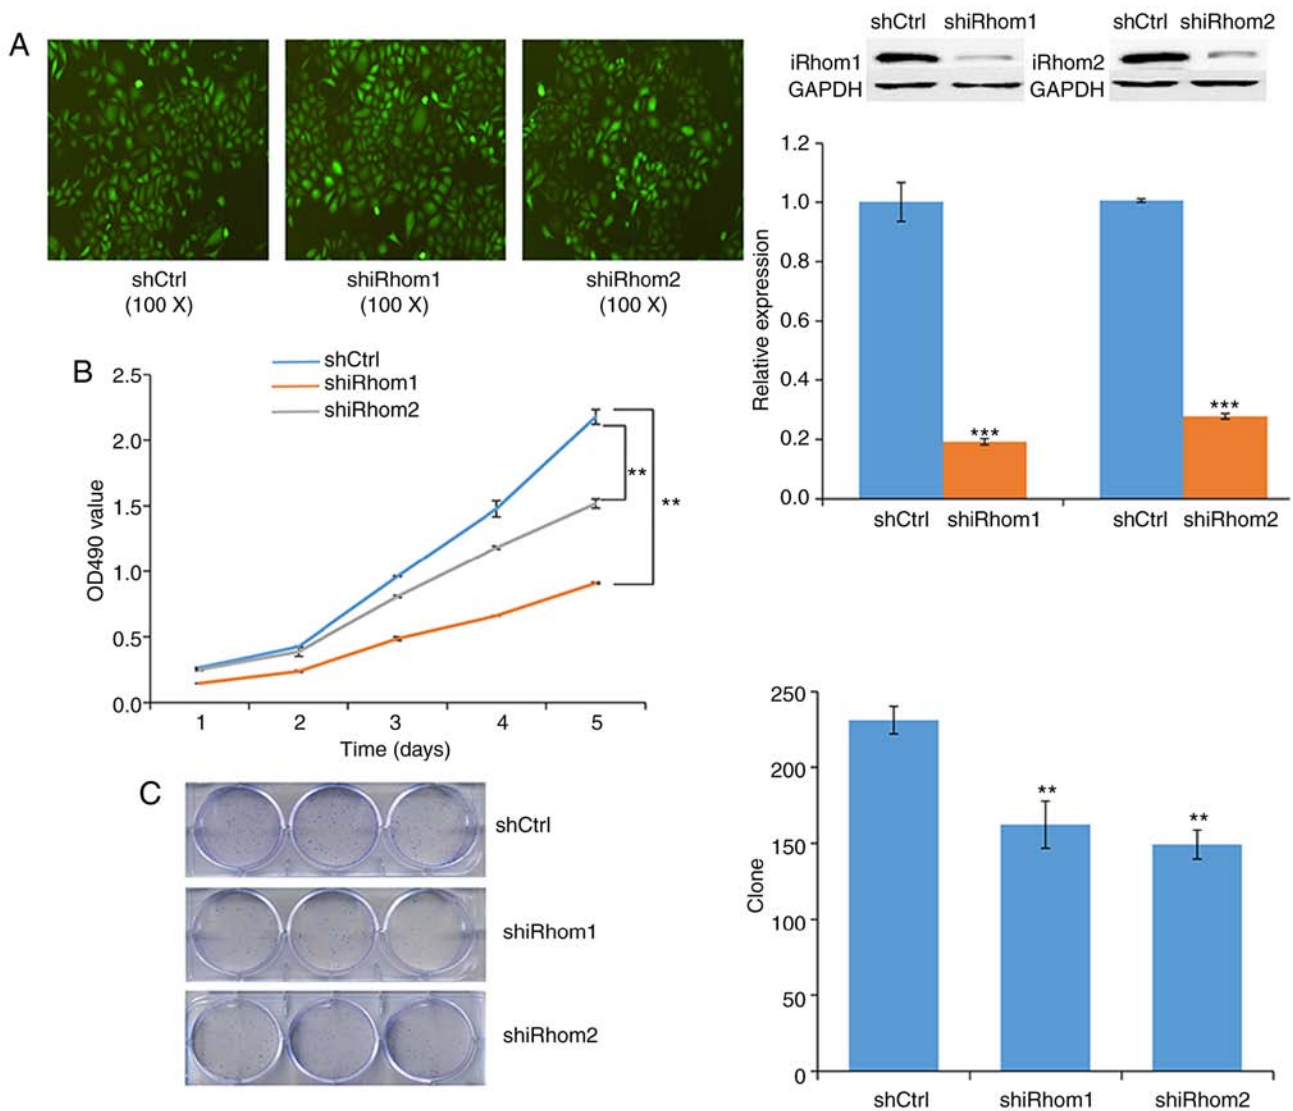 A
shCtrl
(100 X)
shiRhom1
(100 X)
shiRhom2
(100 X)
shCtrl shiRhom1
iRhom1
GAPDH
shCtrl shiRhom2
iRhom2
GAPDH
Relative expression
1.2
1.0
0.8
0.6
0.4
0.2
0.0
***
***
shCtrl shiRhom1 shCtrl shiRhom2
B
shCtrl
shiRhom1
shiRhom2
OD490 value
2.5
2.0
1.5
1.0
0.5
0.0
**
**
1 2 3 4 5
Time (days)
C
shCtrl
shiRhom1
shiRhom2
Clone
250
200
150
100
50
0
**
**
shCtrl shiRhom1 shiRhom2